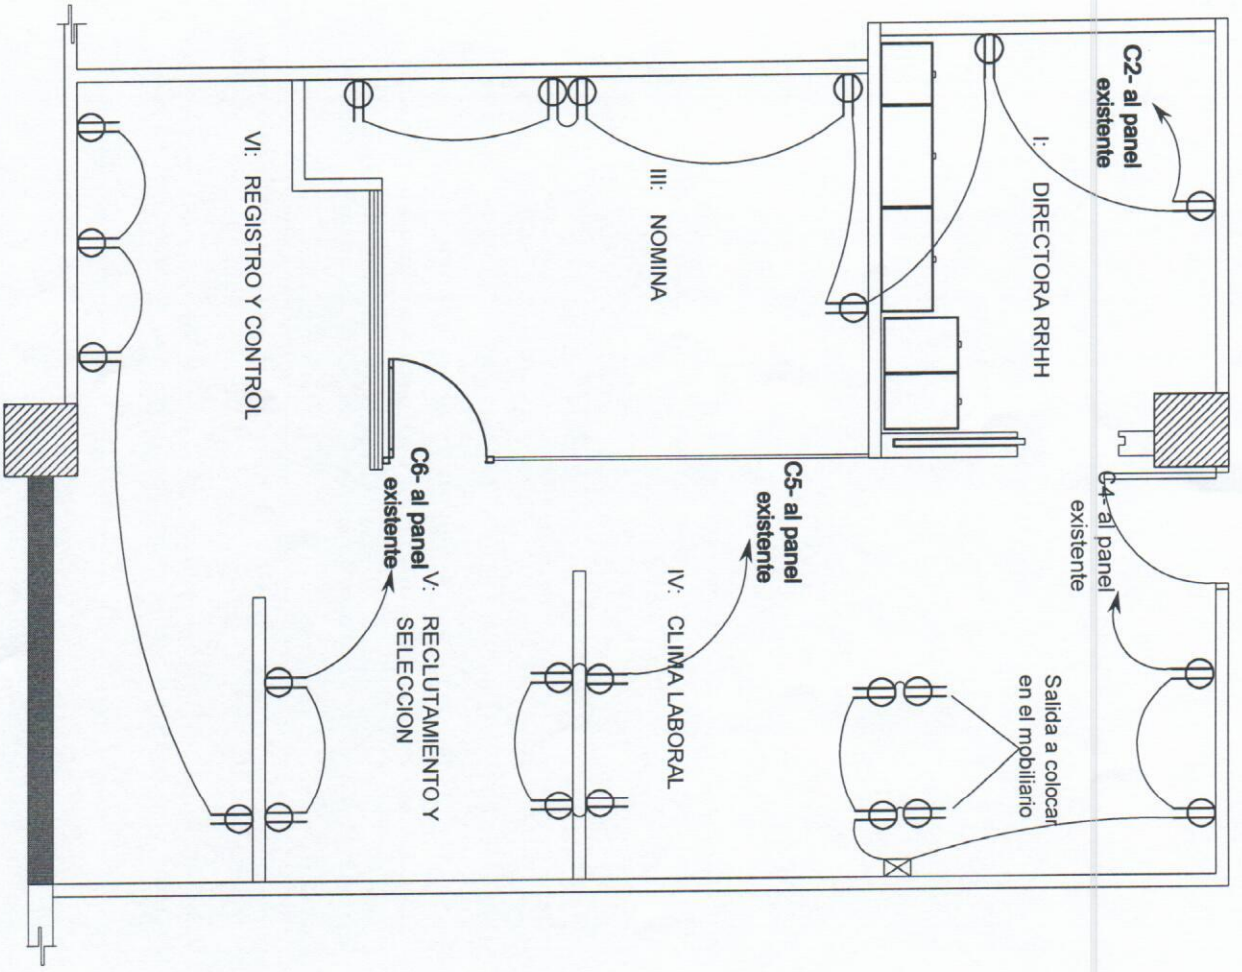 C2- al panel
existente
I: DIRECTORA RRHH
C4- al panel
existente
Salida a colocar
en el mobiliario
III: NOMINA
C5- al panel
existente
IV: CLIMA LABORAL
C6- al panel
existente
V: RECLUTAMIENTO Y
SELECCION
VI: REGISTRO Y CONTROL